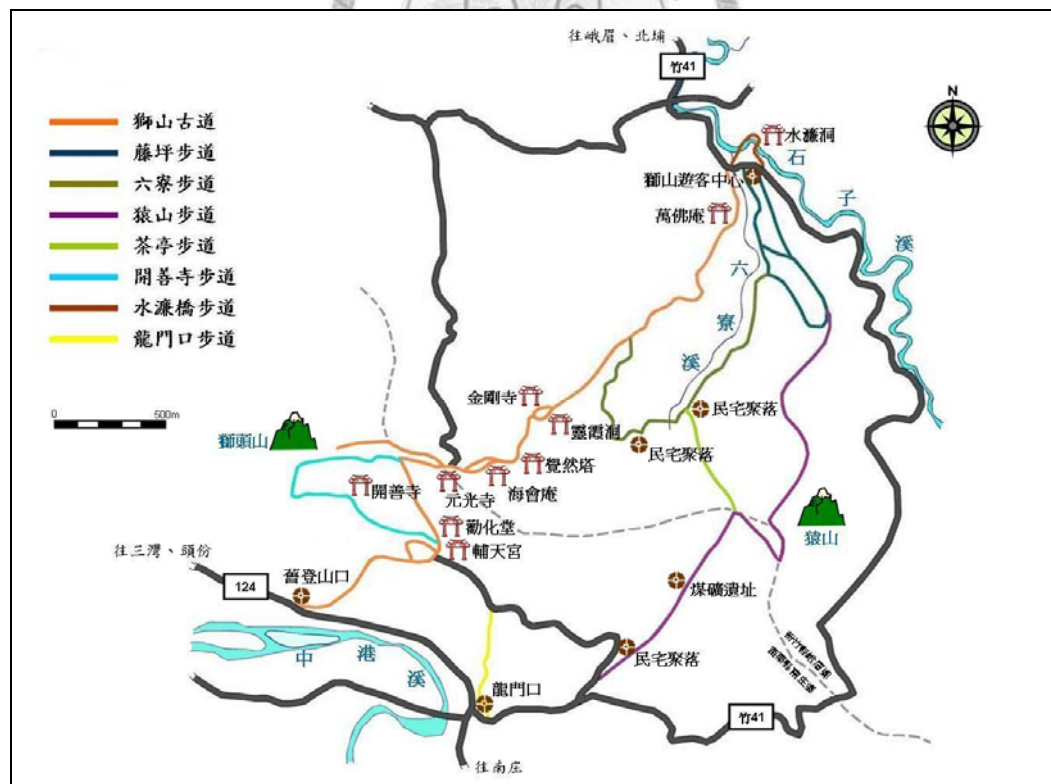 往峨眉、北埔
竹41
N
獅山古道
藤坪步道
六寮步道
猿山步道
茶亭步道
開善寺步道
水濂橋步道
龍門口步道
水濂洞
石子溪
獅山遊客中心
萬佛庵
六寮溪
0 500m
獅頭山
金剛寺
靈霞洞
民宅聚落
民宅聚落
覺然塔
海會庵
元光寺
開善寺
勸化堂
輔天宮
猿山
往三灣、頭份
124
舊登山口
煤礦遺址
中港溪
民宅聚落
龍門口
竹41
往南庄